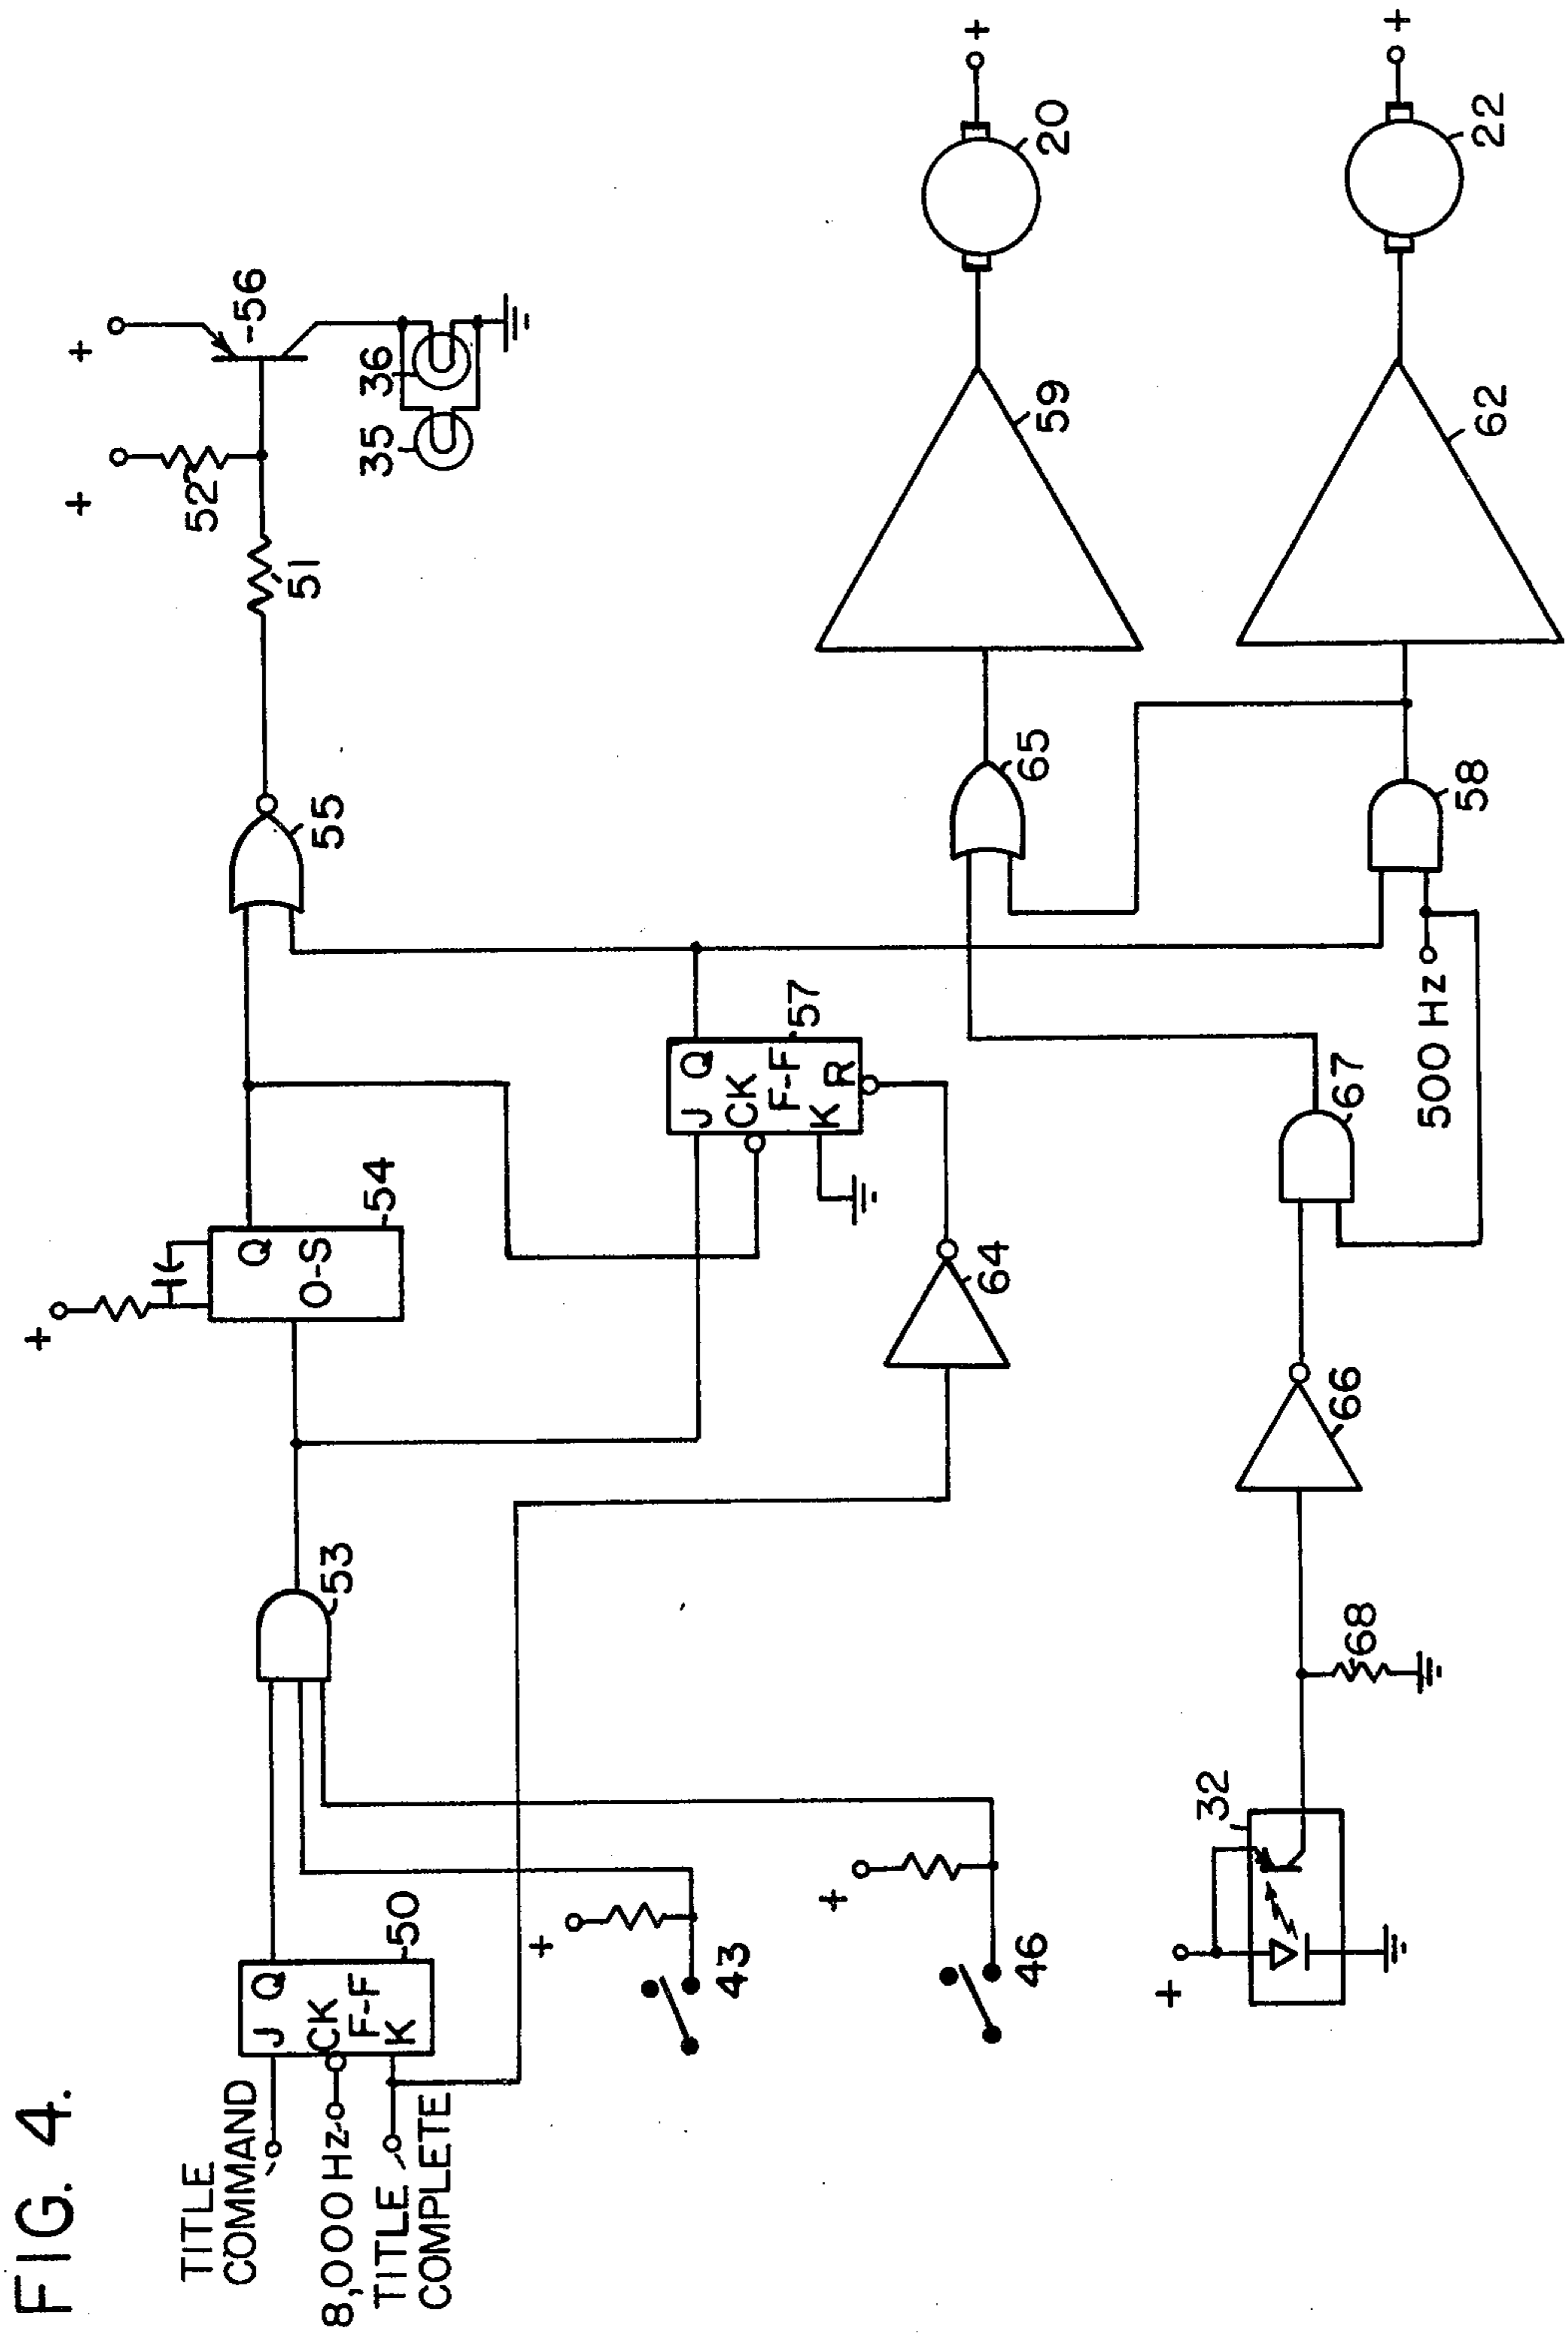 FIG. 4.
TITLE
COMMAND
8,000 Hz
TITLE
COMPLETE
J Q
CK
F-F
K
50
43
+
46
+
53
+
Q
O-S
54
55
51
52
+
+
56
35
36
J Q
CK
F-F
K R
57
64
32
+
68
66
67
500 Hz
58
65
59
62
20
+
22
+